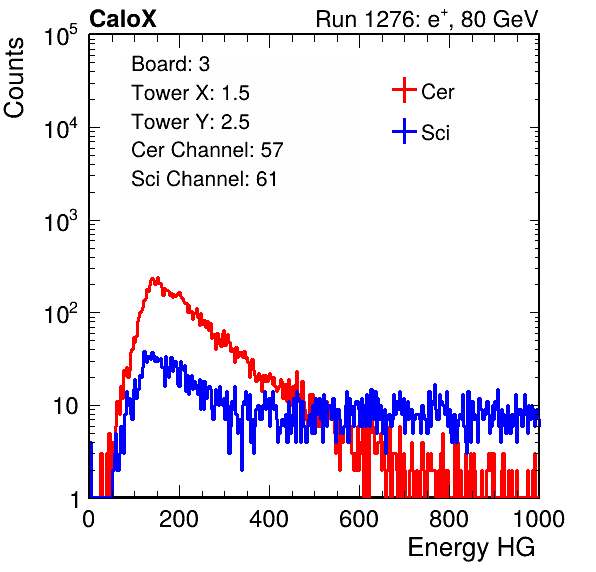 CaloX Run 1276: e⁺, 80 GeV
Counts
Board: 3
Tower X: 1.5
Tower Y: 2.5
Cer Channel: 57
Sci Channel: 61
Cer
Sci
10⁵
10⁴
10³
10²
10
1
0 200 400 600 800 1000
Energy HG